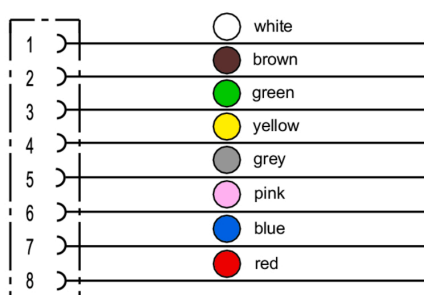 white
1
brown
2
green
3
yellow
4
grey
5
pink
6
blue
7
red
8